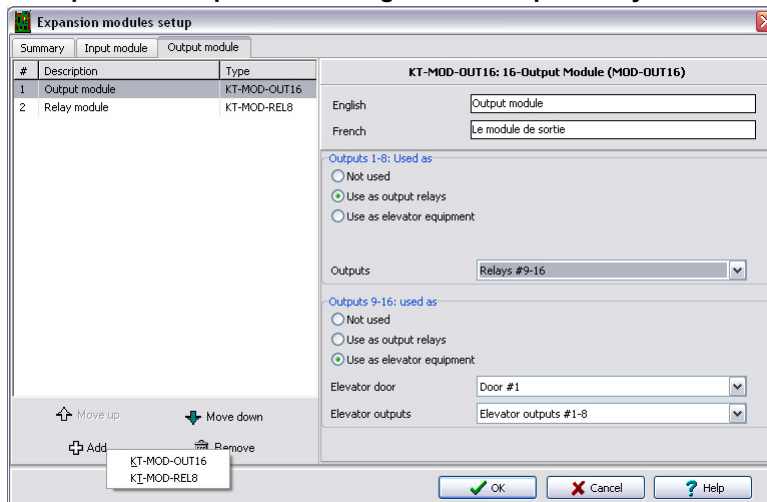 Expansion modules setup
Summary Input module Output module
# Description Type
1 Output module KT-MOD-OUT16
2 Relay module KT-MOD-REL8
KT-MOD-OUT16: 16-Output Module (MOD-OUT16)
English Output module
French Le module de sortie
Outputs 1-8: Used as
Not used
Use as output relays
Use as elevator equipment
Outputs Relays #9-16
Outputs 9-16: used as
Not used
Use as output relays
Use as elevator equipment
Elevator door Door #1
Elevator outputs Elevator outputs #1-8
Move up Move down
Add Remove
KT-MOD-OUT16
KT-MOD-REL8
OK Cancel Help